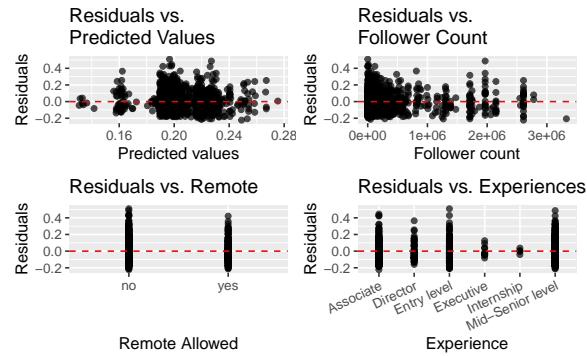 Residuals vs.
Predicted Values
Residuals
0.4
0.2
0.0
−0.2
0.16
0.20
0.24
0.28
Predicted values
Residuals vs.
Follower Count
Residuals
0.4
0.2
0.0
−0.2
0e+00
1e+06
2e+06
3e+06
Follower count
Residuals vs. Remote
Residuals
0.4
0.2
0.0
−0.2
no
yes
Remote Allowed
Residuals vs. Experiences
Residuals
0.4
0.2
0.0
−0.2
Associate
Director
Entry level
Executive
Internship
Mid−Senior level
Experience